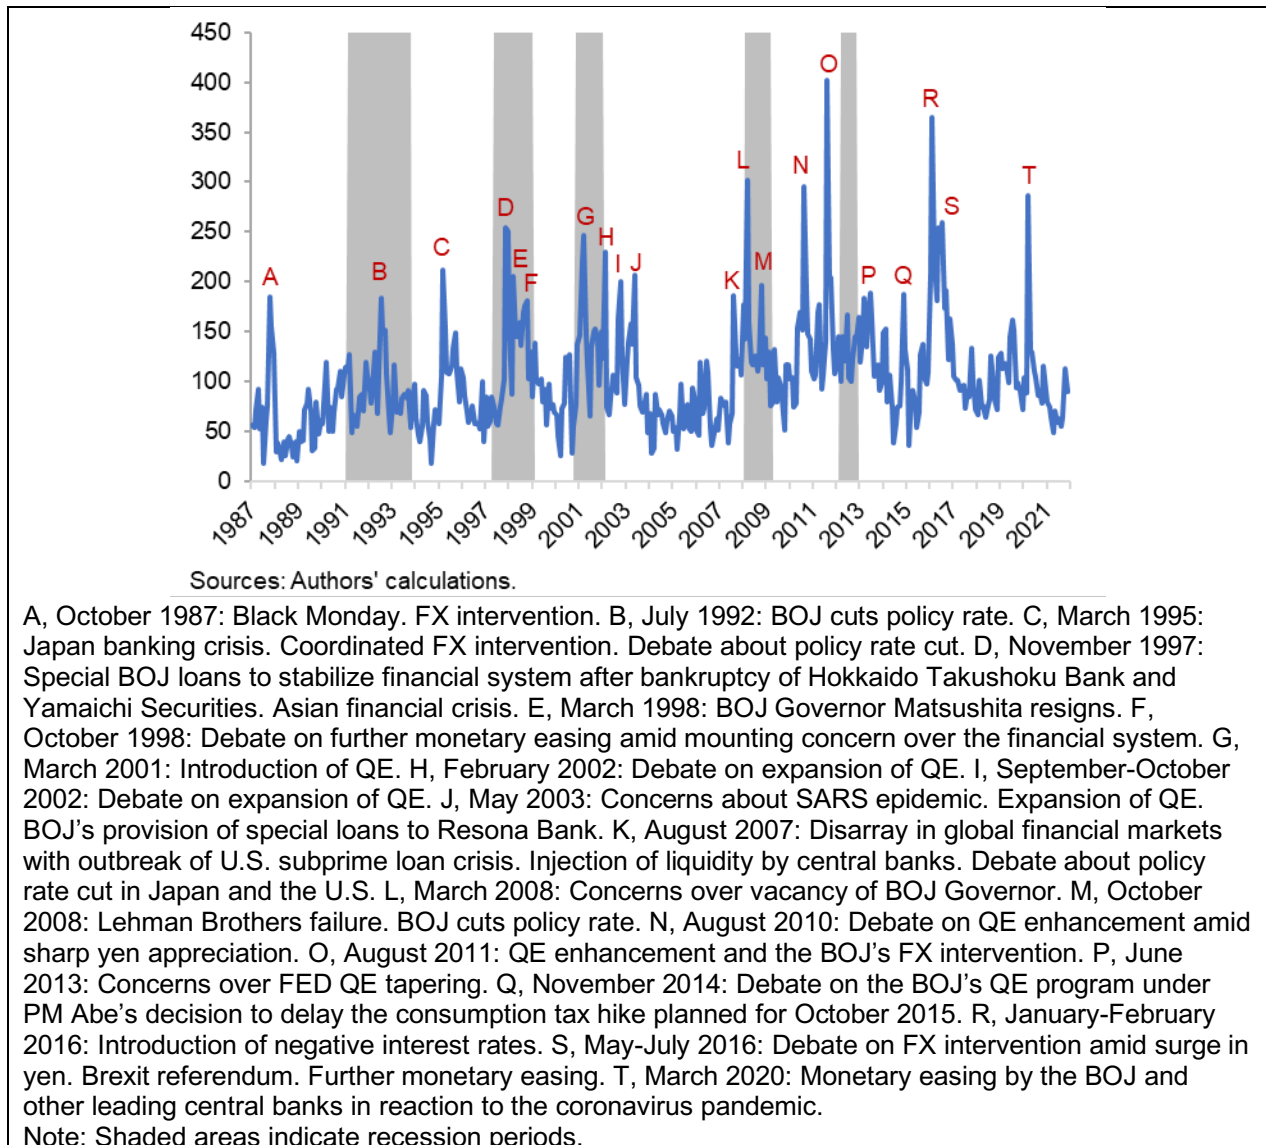 450
400
350
300
250
200
150
100
50
0
A
B
C
D
E
F
G
H
I
J
K
L
M
N
O
P
Q
R
S
T
1987
1989
1991
1993
1995
1997
1999
2001
2003
2005
2007
2009
2011
2013
2015
2017
2019
2021
Sources: Authors' calculations.
A, October 1987: Black Monday. FX intervention. B, July 1992: BOJ cuts policy rate. C, March 1995:
Japan banking crisis. Coordinated FX intervention. Debate about policy rate cut. D, November 1997:
Special BOJ loans to stabilize financial system after bankruptcy of Hokkaido Takushoku Bank and
Yamaichi Securities. Asian financial crisis. E, March 1998: BOJ Governor Matsushita resigns. F,
October 1998: Debate on further monetary easing amid mounting concern over the financial system. G,
March 2001: Introduction of QE. H, February 2002: Debate on expansion of QE. I, September-October
2002: Debate on expansion of QE. J, May 2003: Concerns about SARS epidemic. Expansion of QE.
BOJ’s provision of special loans to Resona Bank. K, August 2007: Disarray in global financial markets
with outbreak of U.S. subprime loan crisis. Injection of liquidity by central banks. Debate about policy
rate cut in Japan and the U.S. L, March 2008: Concerns over vacancy of BOJ Governor. M, October
2008: Lehman Brothers failure. BOJ cuts policy rate. N, August 2010: Debate on QE enhancement amid
sharp yen appreciation. O, August 2011: QE enhancement and the BOJ’s FX intervention. P, June
2013: Concerns over FED QE tapering. Q, November 2014: Debate on the BOJ’s QE program under
PM Abe’s decision to delay the consumption tax hike planned for October 2015. R, January-February
2016: Introduction of negative interest rates. S, May-July 2016: Debate on FX intervention amid surge in
yen. Brexit referendum. Further monetary easing. T, March 2020: Monetary easing by the BOJ and
other leading central banks in reaction to the coronavirus pandemic.
Note: Shaded areas indicate recession periods.